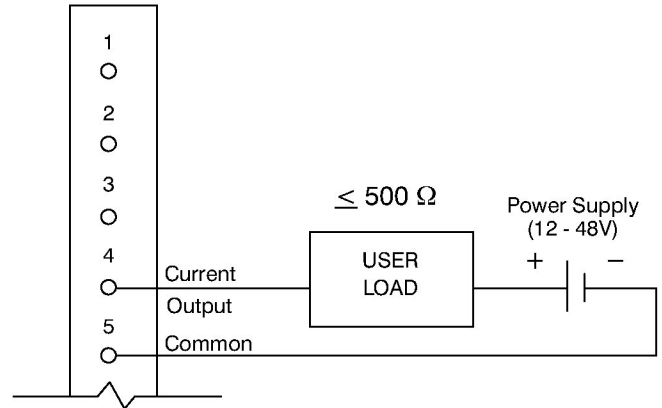 1
2
3
4
5
Current
Output
Common
≤ 500 Ω
USER
LOAD
Power Supply
(12 - 48V)
+ −